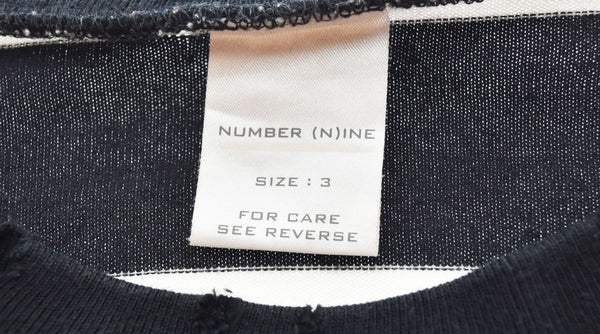 NUMBER (N)INE
SIZE : 3
FOR CARE
SEE REVERSE